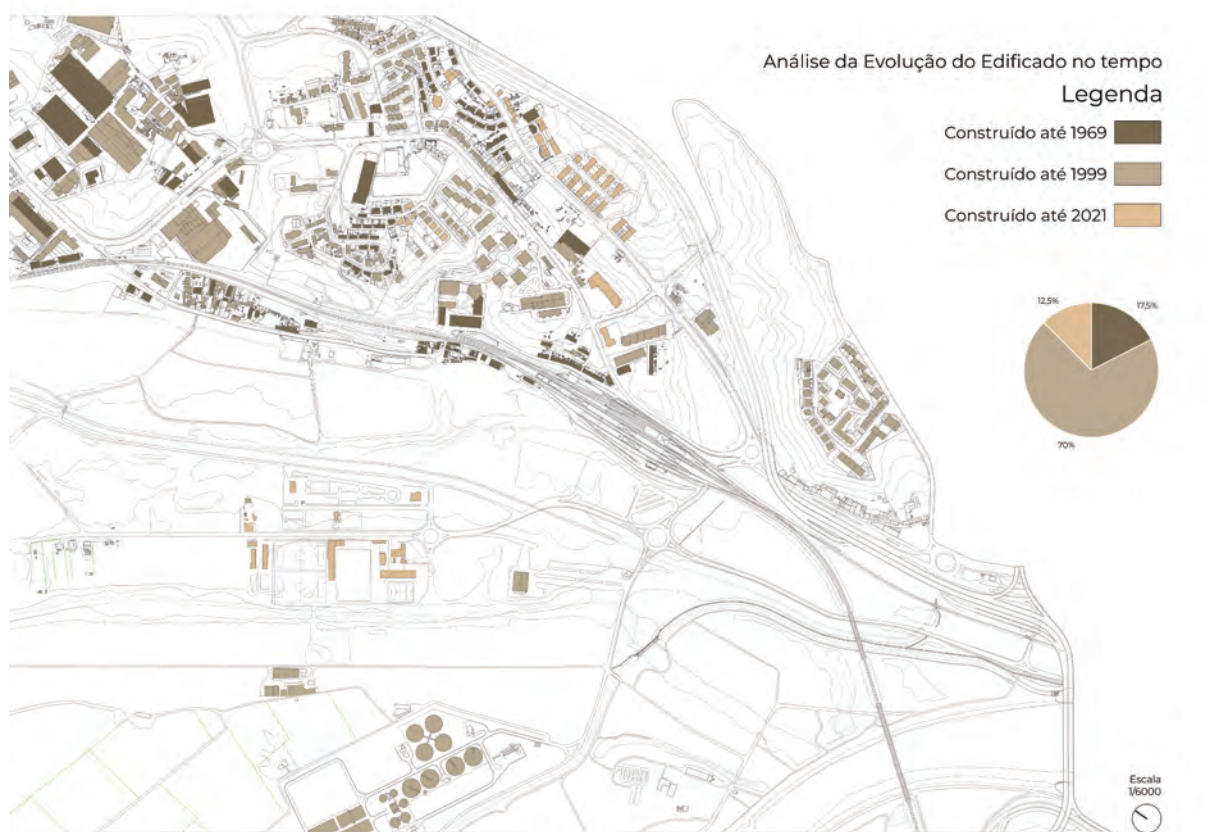 Análise da Evolução do Edificado no tempo
Legenda
Construído até 1969
Construído até 1999
Construído até 2021
12,5%
17,5%
70%
Escala
1/6000